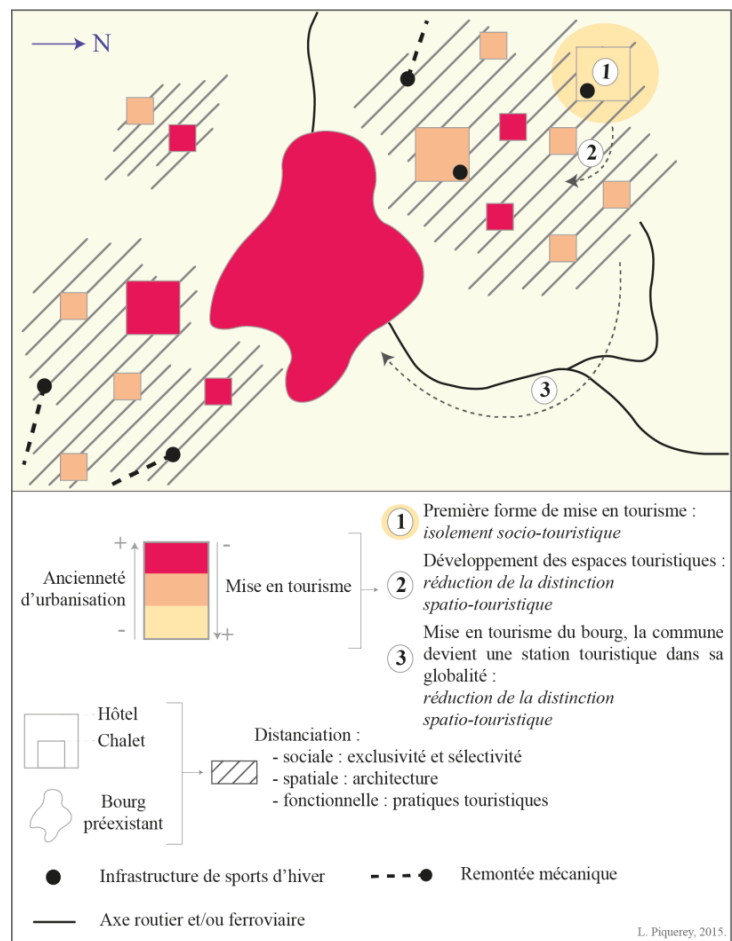 N
1
2
3
+
-
Ancienneté
d'urbanisation
-
+
Mise en tourisme
1
Première forme de mise en tourisme :
isolement socio-touristique
2
Développement des espaces touristiques :
réduction de la distinction
spatio-touristique
3
Mise en tourisme du bourg, la commune
devient une station touristique dans sa
globalité :
réduction de la distinction
spatio-touristique
Hôtel
Chalet
Bourg
préexistant
Distanciation :
- sociale : exclusivité et sélectivité
- spatiale : architecture
- fonctionnelle : pratiques touristiques
Infrastructure de sports d'hiver
Remontée mécanique
Axe routier et/ou ferroviaire
L. Piquerey, 2015.